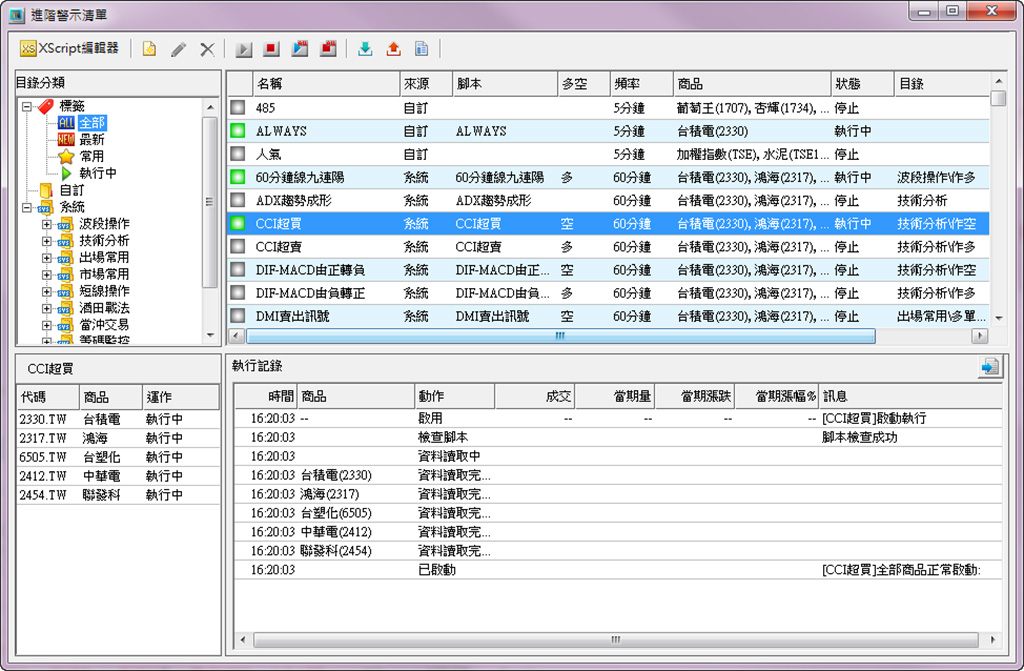 進階警示清單
XS XScript編輯器
目錄分類
標籤
ALL 全部
NEW 最新
常用
執行中
自訂
系統
波段操作
技術分析
出場常用
市場常用
短線操作
酒田戰法
當沖交易
籌碼監控
名稱 來源 腳本 多空 頻率 商品 狀態 目錄
485 自訂 5分鐘 葡萄王(1707), 杏輝(1734), ... 停止
ALWAYS 自訂 ALWAYS 5分鐘 台積電(2330) 執行中
人氣 自訂 5分鐘 加權指數(TSE), 水泥(TSE1... 停止
60分鐘線九連陽 系統 60分鐘線九連陽 多 60分鐘 台積電(2330), 鴻海(2317), ... 執行中 波段操作\作多
ADX趨勢成形 系統 ADX趨勢成形 60分鐘 台積電(2330), 鴻海(2317), ... 停止 技術分析
CCI超買 系統 CCI超買 空 60分鐘 台積電(2330), 鴻海(2317), ... 執行中 技術分析\作空
CCI超賣 系統 CCI超賣 多 60分鐘 台積電(2330), 鴻海(2317), ... 停止 技術分析\作多
DIF-MACD由正轉負 系統 DIF-MACD由正... 空 60分鐘 台積電(2330), 鴻海(2317), ... 停止 技術分析\作空
DIF-MACD由負轉正 系統 DIF-MACD由負... 多 60分鐘 台積電(2330), 鴻海(2317), ... 停止 技術分析\作多
DMI賣出訊號 系統 DMI賣出訊號 空 60分鐘 台積電(2330), 鴻海(2317), ... 停止 出場常用\多單...
CCI超買
代碼 商品 運作
2330.TW 台積電 執行中
2317.TW 鴻海 執行中
6505.TW 台塑化 執行中
2412.TW 中華電 執行中
2454.TW 聯發科 執行中
執行記錄
時間 商品 動作 成交 當期量 當期漲跌 當期漲幅% 訊息
16:20:03 -- 啟用 -- -- -- -- [CCI超買]啟動執行
16:20:03 檢查腳本 腳本檢查成功
16:20:03 資料讀取中
16:20:03 台積電(2330) 資料讀取完...
16:20:03 鴻海(2317) 資料讀取完...
16:20:03 台塑化(6505) 資料讀取完...
16:20:03 中華電(2412) 資料讀取完...
16:20:03 聯發科(2454) 資料讀取完...
16:20:03 已啟動 [CCI超買]全部商品正常啟動: